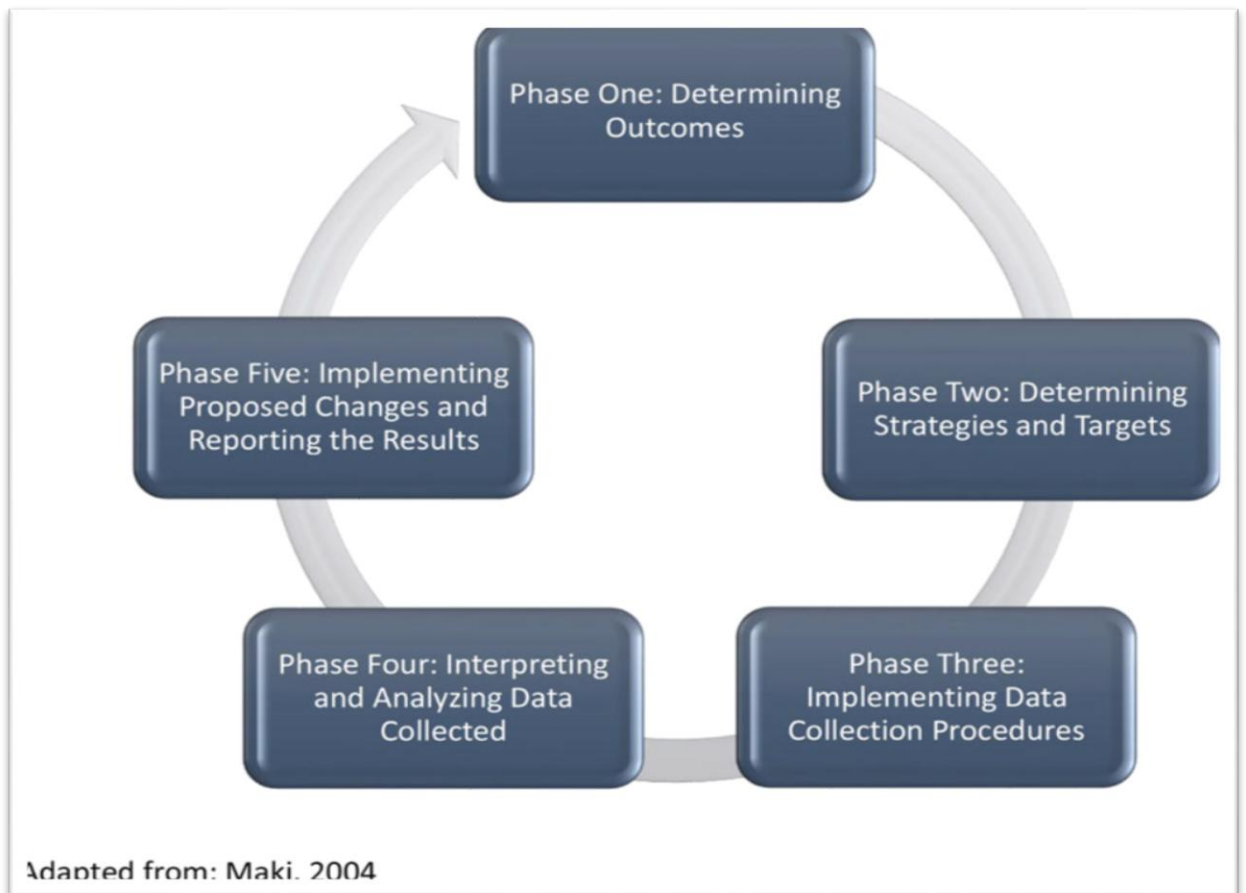 Phase One: Determining
Outcomes
Phase Two: Determining
Strategies and Targets
Phase Three:
Implementing Data
Collection Procedures
Phase Four: Interpreting
and Analyzing Data
Collected
Phase Five: Implementing
Proposed Changes and
Reporting the Results
Adapted from: Maki, 2004